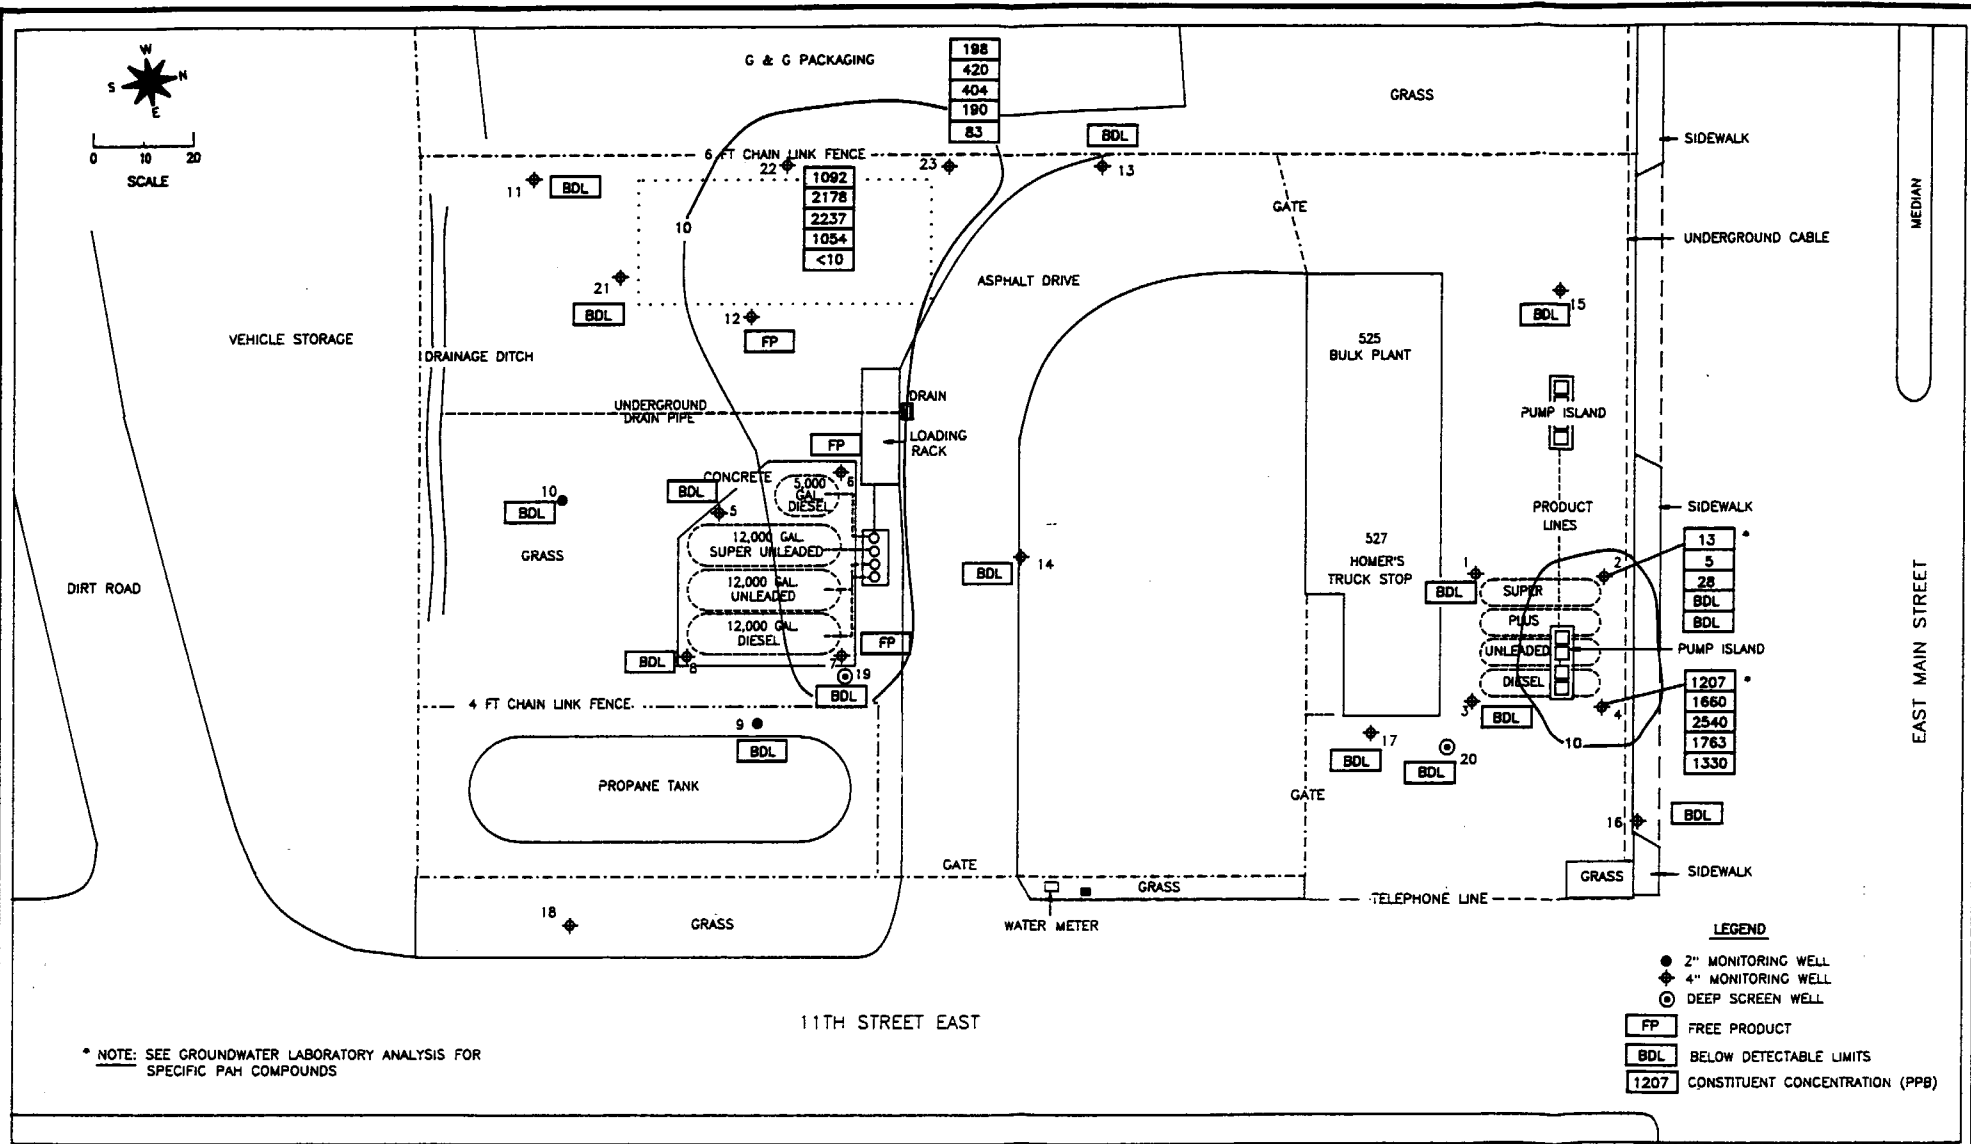 W
N
S
E
0 10 20
SCALE
G & G PACKAGING
198
420
404
190
83
GRASS
BDL
SIDEWALK
6 FT CHAIN LINK FENCE
22
23
13
11
BDL
1092
2178
2237
1054
<10
10
GATE
MEDIAN
UNDERGROUND CABLE
21
BDL
ASPHALT DRIVE
12
FP
15
BDL
VEHICLE STORAGE
DRAINAGE DITCH
525
BULK PLANT
UNDERGROUND
DRAIN PIPE
DRAIN
PUMP ISLAND
FP
LOADING
RACK
CONCRETE
6
5,000
GAL.
DIESEL
BDL
5
10
BDL
GRASS
12,000 GAL.
SUPER UNLEADED
12,000 GAL.
UNLEADED
12,000 GAL.
DIESEL
PRODUCT
LINES
SIDEWALK
527
HOMER'S
TRUCK STOP
14
BDL
1
BDL
2
13 *
5
28
BDL
BDL
SUPER
PLUS
UNLEADED
DIESEL
PUMP ISLAND
EAST MAIN STREET
DIRT ROAD
FP
7
BDL
8
19
BDL
4 FT CHAIN LINK FENCE
9
BDL
3
BDL
4
10
1207 *
1660
2540
1763
1330
17
BDL
20
BDL
PROPANE TANK
GATE
16
BDL
GATE
GRASS
GRASS
SIDEWALK
TELEPHONE LINE
18
GRASS
WATER METER
LEGEND
2" MONITORING WELL
4" MONITORING WELL
DEEP SCREEN WELL
FP FREE PRODUCT
BDL BELOW DETECTABLE LIMITS
1207 CONSTITUENT CONCENTRATION (PPB)
11TH STREET EAST
* NOTE: SEE GROUNDWATER LABORATORY ANALYSIS FOR
SPECIFIC PAH COMPOUNDS